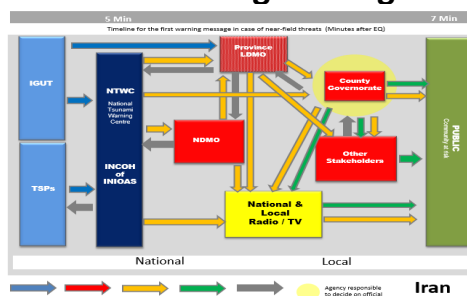 5 Min
7 Min
Timeline for the first warning message in case of near-field threats (Minutes after EQ)
IGUT
TSPs
NTWC
National
Tsunami
Warning
Centre
INCOH
of
INIOAS
Province
LDMO
NDMO
County
Governorate
Other
Stakeholders
National &
Local
Radio / TV
PUBLIC
Community at risk
National
Local
Agency responsible
to decide on official
Iran